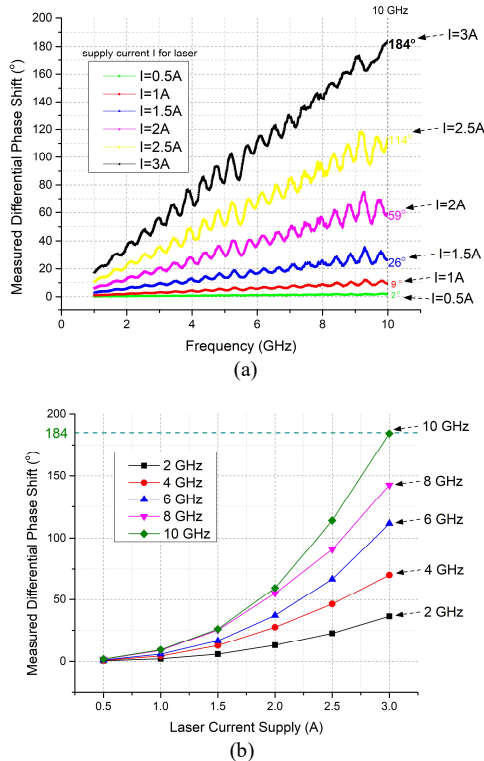 10 GHz
184°
I=3A
supply current I for laser
I=0.5A
I=1A
I=1.5A
I=2A
I=2.5A
I=3A
114°
I=2.5A
59°
I=2A
26°
I=1.5A
9°
I=1A
2°
I=0.5A
200
180
160
140
120
100
80
60
40
20
0
Measured Differential Phase Shift (°)
0 2 4 6 8 10
Frequency (GHz)
(a)
200
184
150
100
50
0
Measured Differential Phase Shift (°)
2 GHz
4 GHz
6 GHz
8 GHz
10 GHz
10 GHz
8 GHz
6 GHz
4 GHz
2 GHz
0.5 1.0 1.5 2.0 2.5 3.0
Laser Current Supply (A)
(b)